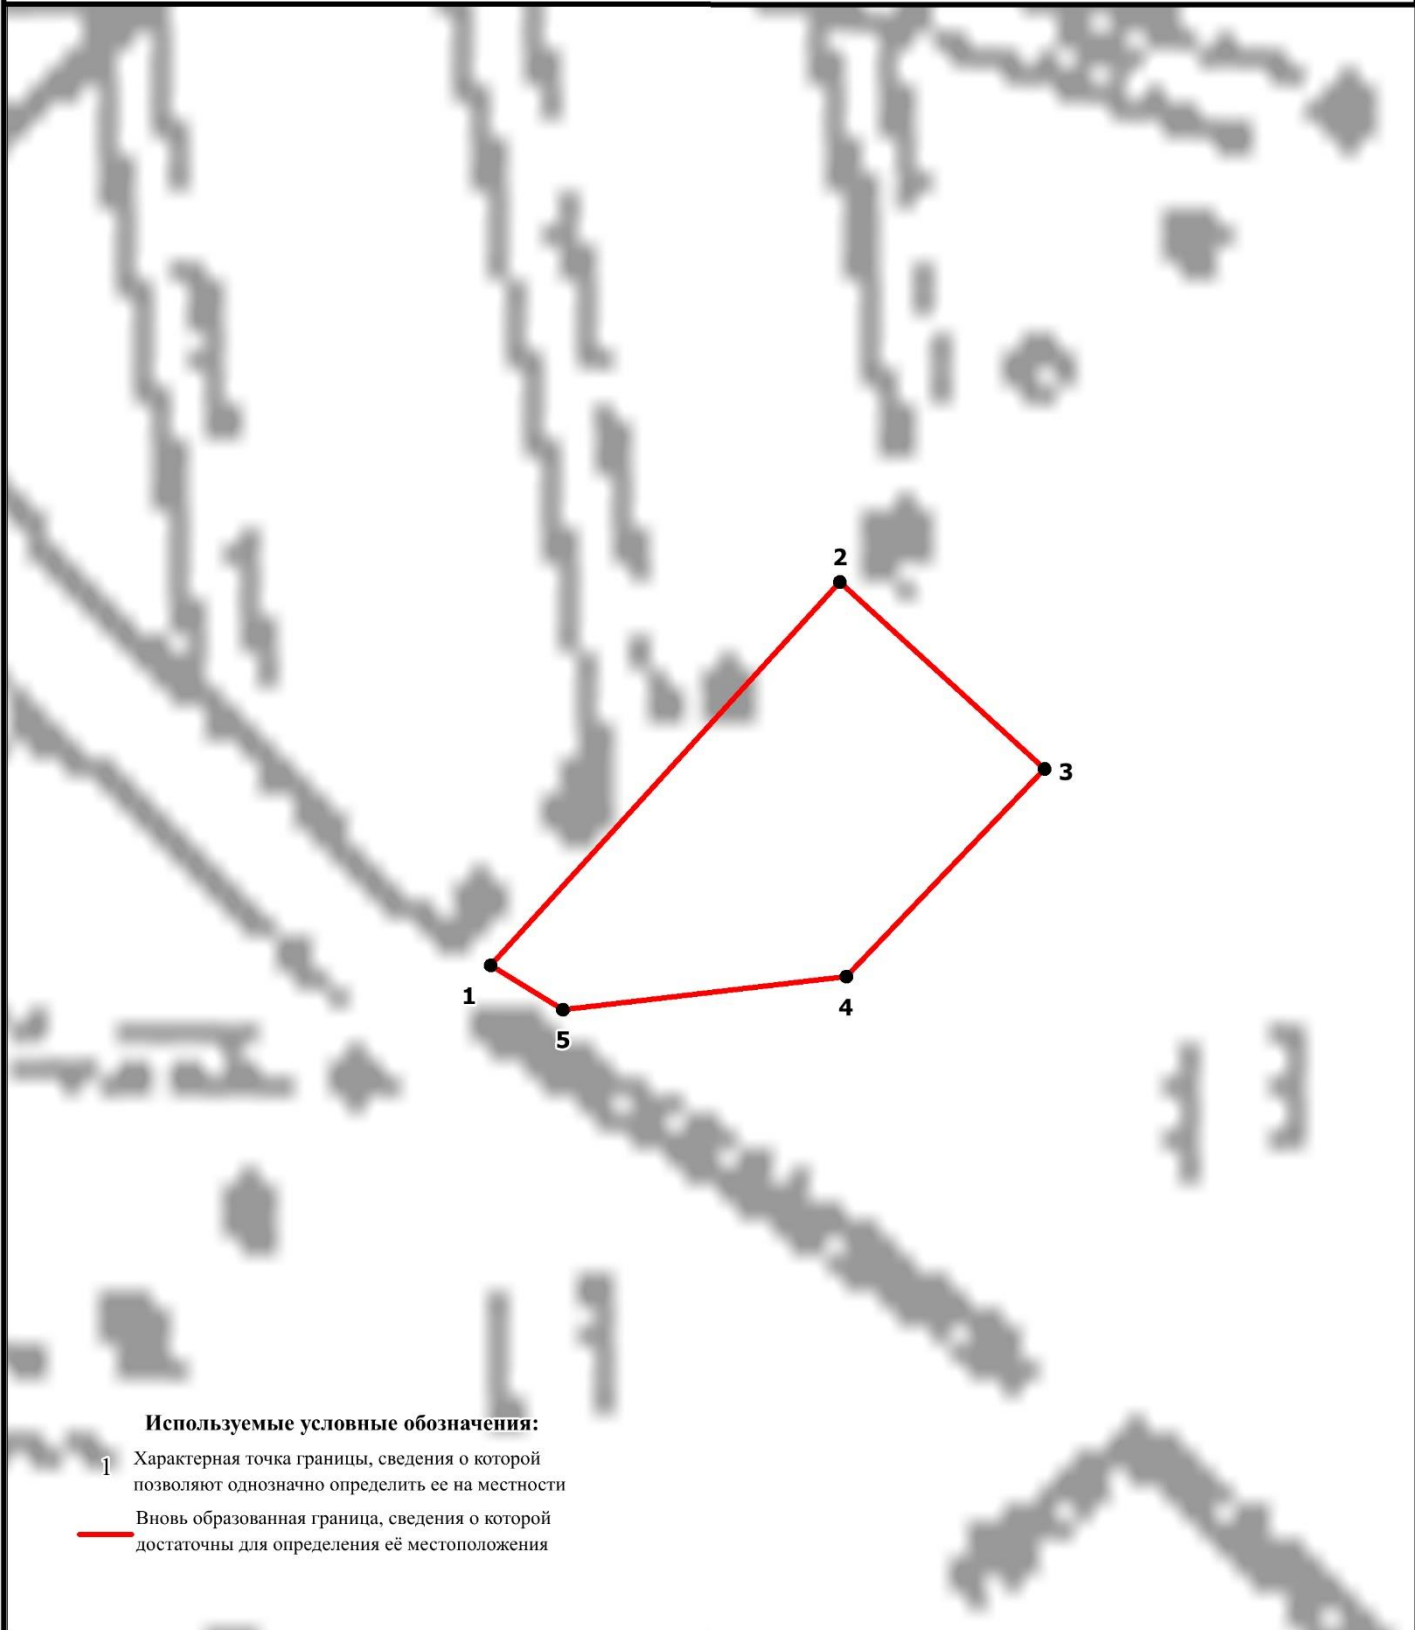 2
3
1
4
5
Используемые условные обозначения:
1 Характерная точка границы, сведения о которой
позволяют однозначно определить ее на местности
Вновь образованная граница, сведения о которой
достаточны для определения её местоположения